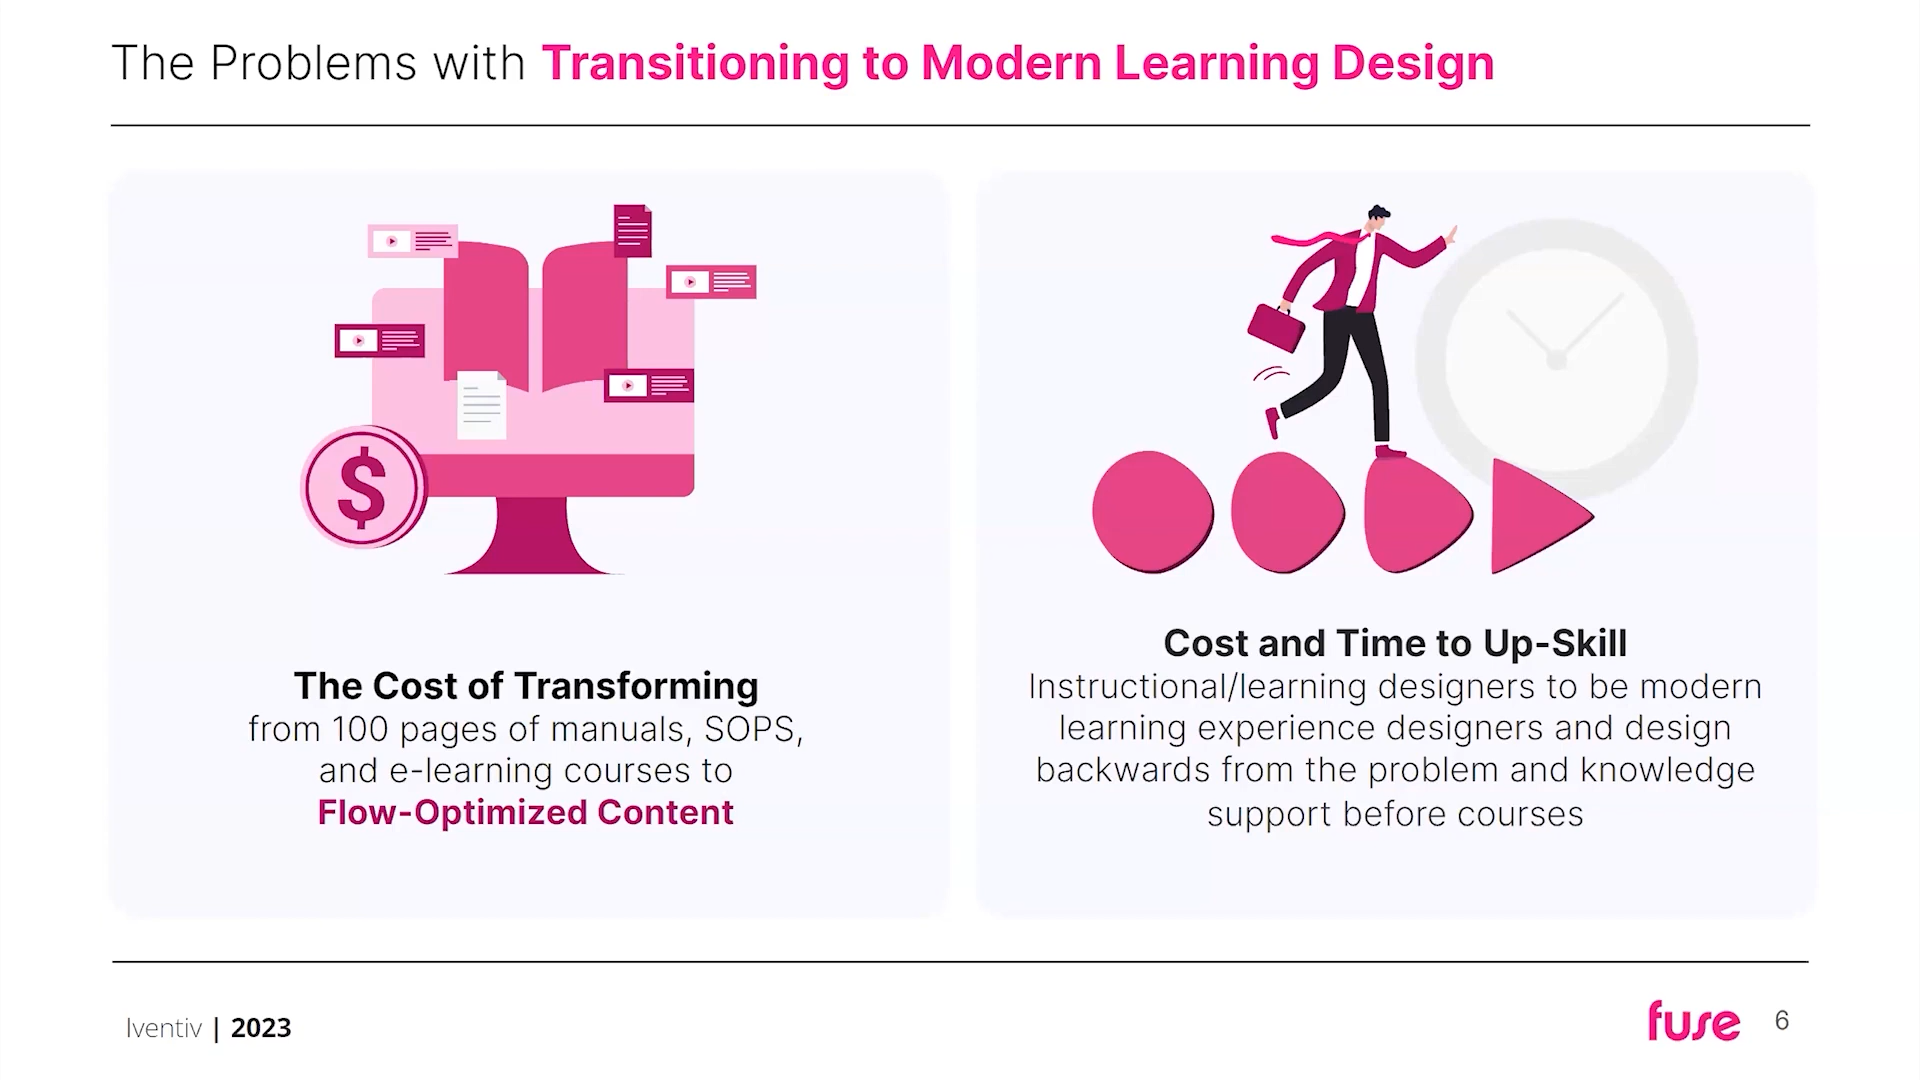 The Problems with Transitioning to Modern Learning Design
$
The Cost of Transforming
from 100 pages of manuals, SOPS,
and e-learning courses to
Flow-Optimized Content
Cost and Time to Up-Skill
Instructional/learning designers to be modern
learning experience designers and design
backwards from the problem and knowledge
support before courses
Iventiv | 2023
fuse 6